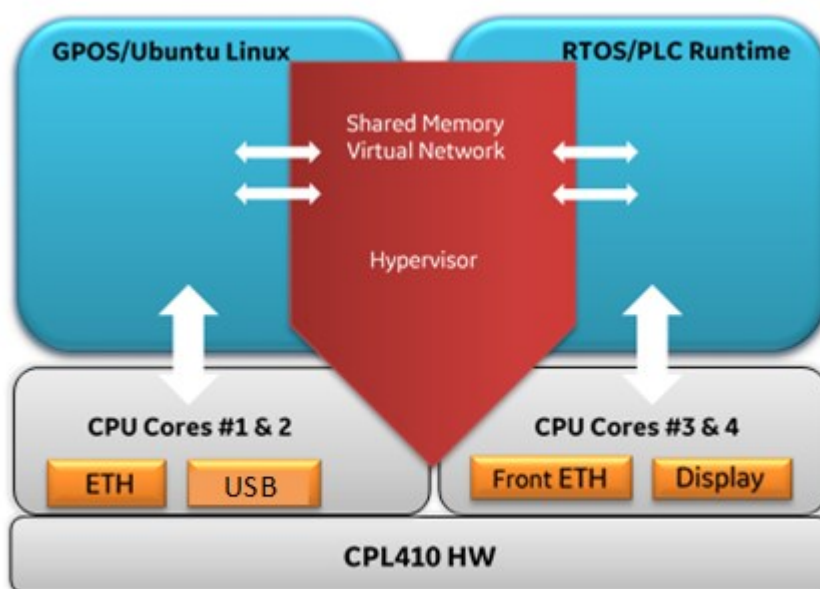 GPOS/Ubuntu Linux
RTOS/PLC Runtime
Shared Memory
Virtual Network
Hypervisor
CPU Cores #1 & 2
CPU Cores #3 & 4
ETH
USB
Front ETH
Display
CPL410 HW